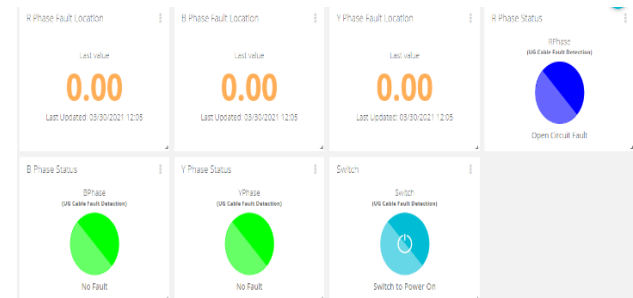 R Phase Fault Location
Last value
0.00
Last Updated: 03/30/2021 12:05
B Phase Fault Location
Last value
0.00
Last Updated: 03/30/2021 12:05
Y Phase Fault Location
Last value
0.00
Last Updated: 03/30/2021 12:05
R Phase Status
RPhase
(UG Cable Fault Detection)
Open Circuit Fault
B Phase Status
BPhase
(UG Cable Fault Detection)
No Fault
Y Phase Status
YPhase
(UG Cable Fault Detection)
No Fault
Switch
Switch
(UG Cable Fault Detection)
Switch to Power On